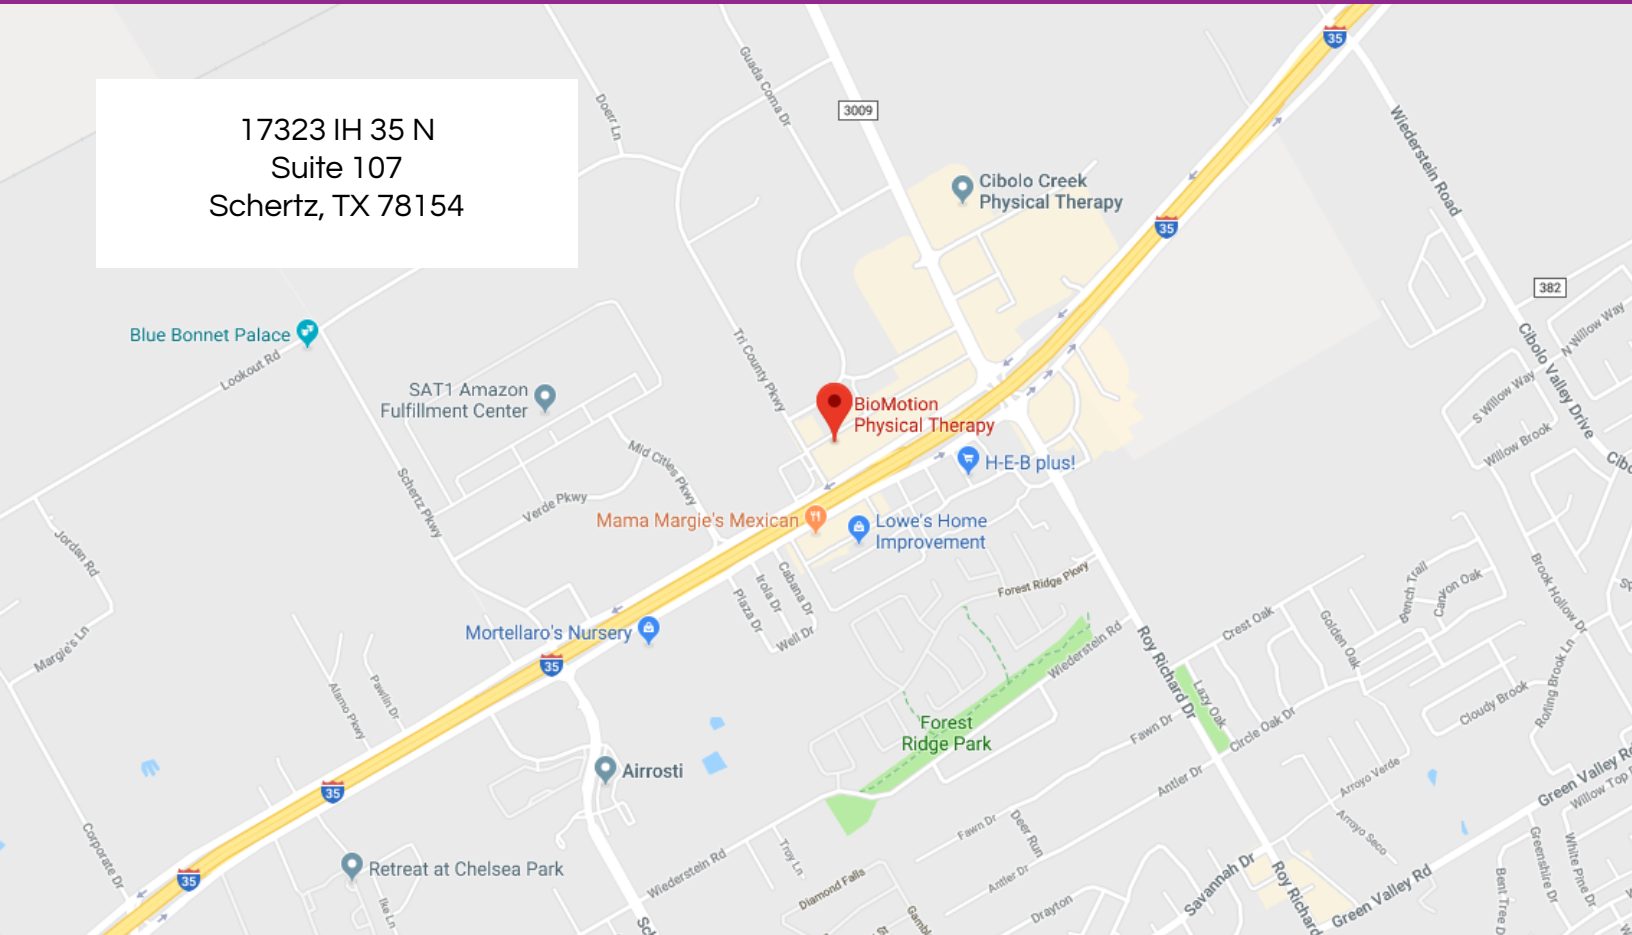 17323 IH 35 N
Suite 107
Schertz, TX 78154
35
Guada Coma Dr
Doerr Ln
3009
Wiederstein Road
Cibolo Creek
Physical Therapy
35
382
N Willow Way
Blue Bonnet Palace
Lookout Rd
Tri County Pkwy
Cibolo Valley Drive
S Willow Way
SAT1 Amazon
Fulfillment Center
BioMotion
Physical Therapy
Willow Brook
Mid Cities Pkwy
H-E-B plus!
Schertz Pkwy
Verde Pkwy
Mama Margie's Mexican
Lowe's Home
Improvement
Jordan Rd
Forest Ridge Pkwy
Cabana Dr
Irola Dr
Plaza Dr
Well Dr
Bench Trail
Canyon Oak
Brook Hollow Dr
Mortellaro's Nursery
35
Margie's Ln
Crest Oak
Golden Oak
Wiederstein Rd
Roy Richard Dr
Lazy Oak
Alamo Pkwy
Pawlin Dr
Cloudy Brook
Rolling Brook Ln
Forest
Ridge Park
Fawn Dr
Circle Oak Dr
Airrosti
Antler Dr
Arroyo Verde
Green Valley Rd
Willow Top
35
Fawn Dr
Deer Run
Arroyo Seco
Corporate Dr
Troy Ln
Wiederstein Rd
35
Retreat at Chelsea Park
Ike Ln
Diamond Falls
Antler Dr
Drayton
Savannah Dr
Roy Richard
Green Valley Rd
Greenshire Dr
White Pine Dr
Bent Tree D